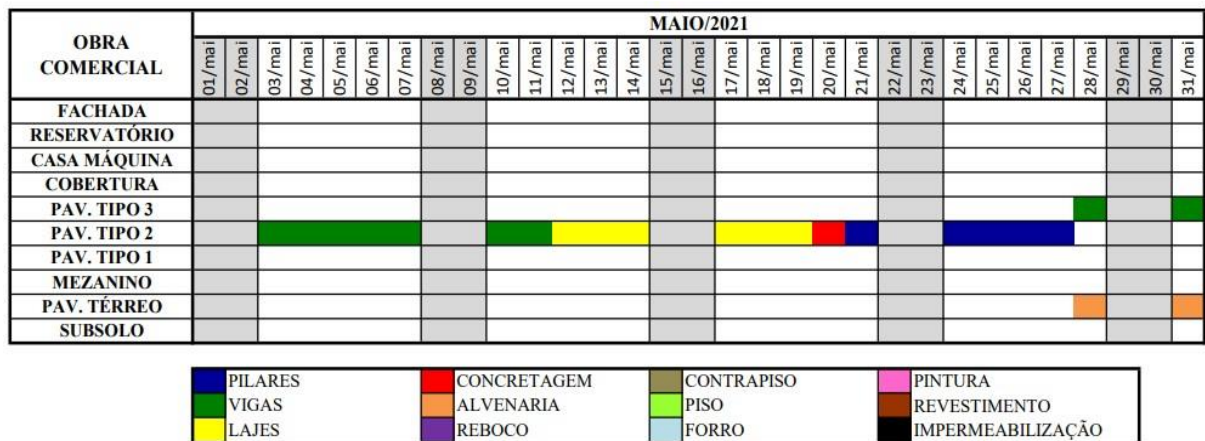 OBRA COMERCIAL
MAIO/2021
01/mai 02/mai 03/mai 04/mai 05/mai 06/mai 07/mai 08/mai 09/mai 10/mai 11/mai 12/mai 13/mai 14/mai 15/mai 16/mai 17/mai 18/mai 19/mai 20/mai 21/mai 22/mai 23/mai 24/mai 25/mai 26/mai 27/mai 28/mai 29/mai 30/mai 31/mai
FACHADA
RESERVATÓRIO
CASA MÁQUINA
COBERTURA
PAV. TIPO 3
PAV. TIPO 2
PAV. TIPO 1
MEZANINO
PAV. TÉRREO
SUBSOLO
PILARES CONCRETAGEM CONTRAPISO PINTURA
VIGAS ALVENARIA PISO REVESTIMENTO
LAJES REBOCO FORRO IMPERMEABILIZAÇÃO